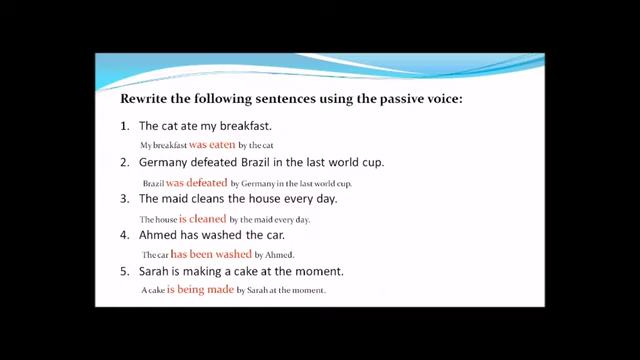 Rewrite the following sentences using the passive voice:
1. The cat ate my breakfast.
My breakfast was eaten by the cat
2. Germany defeated Brazil in the last world cup.
Brazil was defeated by Germany in the last world cup.
3. The maid cleans the house every day.
The house is cleaned by the maid every day.
4. Ahmed has washed the car.
The car has been washed by Ahmed.
5. Sarah is making a cake at the moment.
A cake is being made by Sarah at the moment.